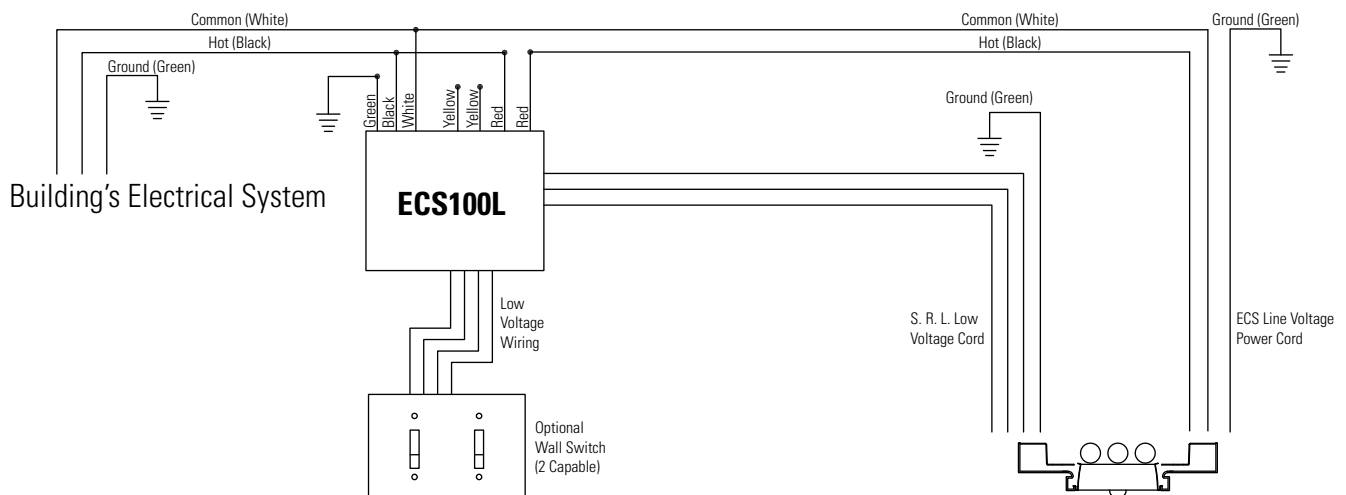 Common (White)
Common (White)
Ground (Green)
Hot (Black)
Hot (Black)
Ground (Green)
Green
Black
White
Yellow
Yellow
Red
Red
Ground (Green)
Building's Electrical System
ECS100L
Low
Voltage
Wiring
S. R. L. Low
Voltage Cord
ECS Line Voltage
Power Cord
Optional
Wall Switch
(2 Capable)